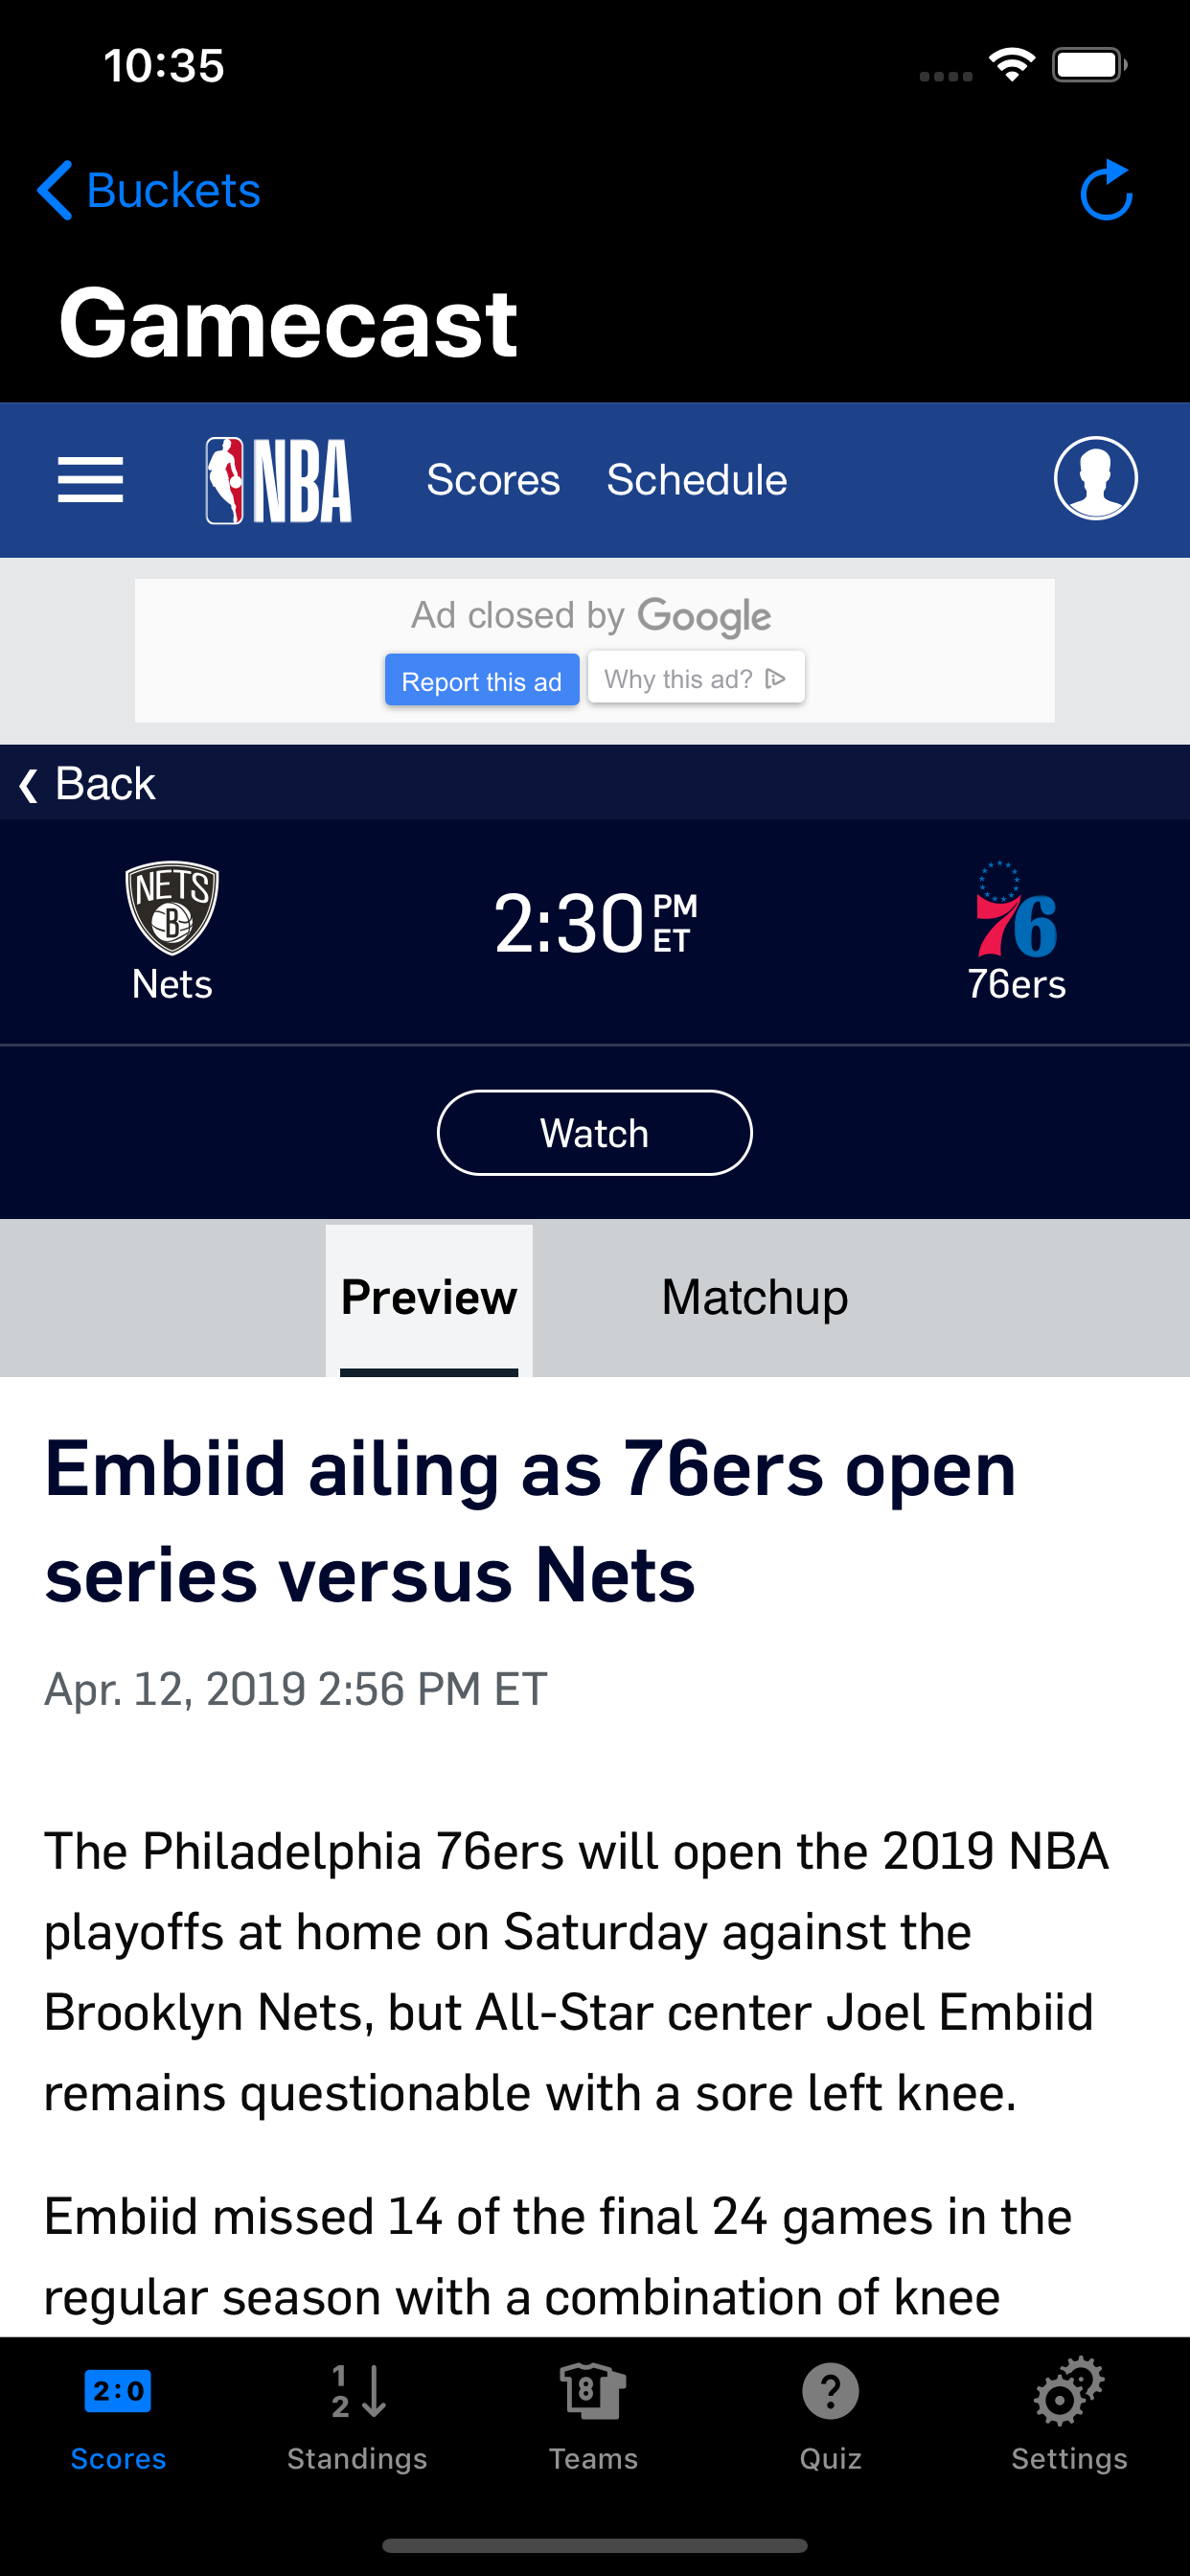 10:35
Buckets
Gamecast
NBA
Scores Schedule
Ad closed by Google
Report this ad Why this ad?
Back
NETS
B
Nets
2:30 PM ET
76
76ers
Watch
Preview Matchup
Embiid ailing as 76ers open
series versus Nets
Apr. 12, 2019 2:56 PM ET
The Philadelphia 76ers will open the 2019 NBA
playoffs at home on Saturday against the
Brooklyn Nets, but All-Star center Joel Embiid
remains questionable with a sore left knee.
Embiid missed 14 of the final 24 games in the
regular season with a combination of knee
2:0 1 2 8 ?
Scores Standings Teams Quiz Settings